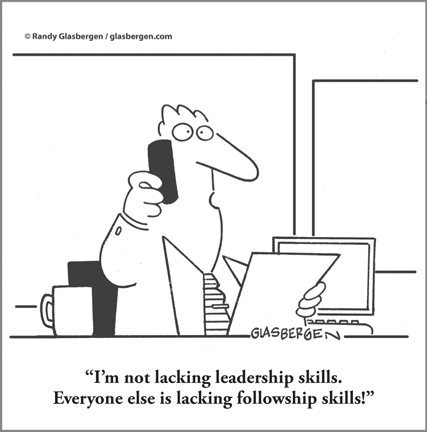 © Randy Glasbergen / glasbergen.com
GLASBERGEN
“I’m not lacking leadership skills.
Everyone else is lacking followship skills!”